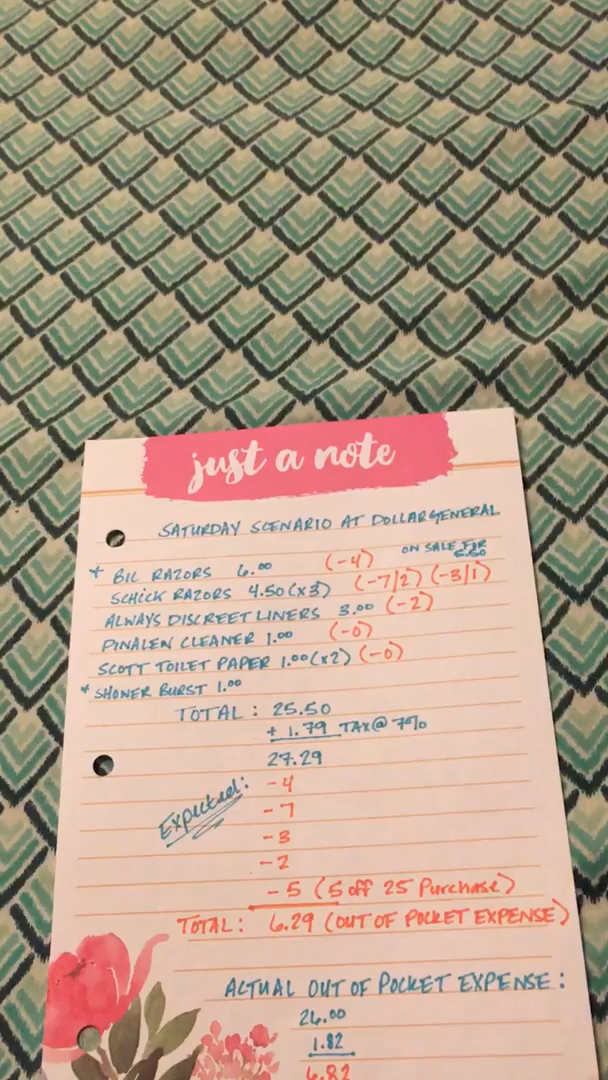 just a note
SATURDAY SCENARIO AT DOLLAR GENERAL
* BIC RAZORS 6.00 (-4) ON SALE FOR 6.50
SCHICK RAZORS 4.50 (x3) (-7/2) (-3/1)
ALWAYS DISCREET LINERS 3.00 (-2)
PINALEN CLEANER 1.00 (-0)
SCOTT TOILET PAPER 1.00 (x2) (-0)
* SHOWER BURST 1.00
TOTAL: 25.50
+ 1.79 TAX @ 7%
27.29
Expected:
-4
-7
-3
-2
-5 (5 off 25 Purchase)
TOTAL: 6.29 (OUT OF POCKET EXPENSE)
ACTUAL OUT OF POCKET EXPENSE:
26.00
1.82
6.82